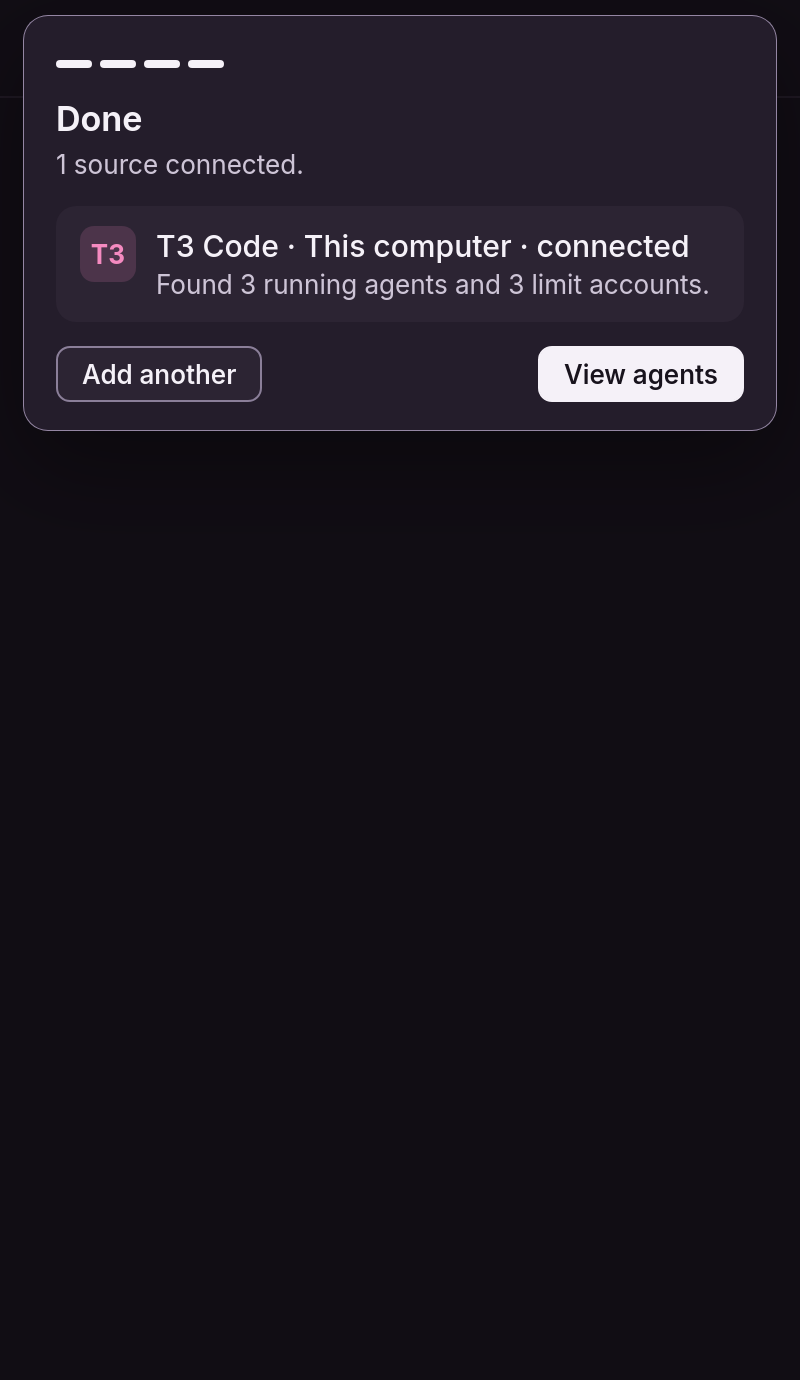 Done
1 source connected.
T3
T3 Code · This computer · connected
Found 3 running agents and 3 limit accounts.
Add another
View agents